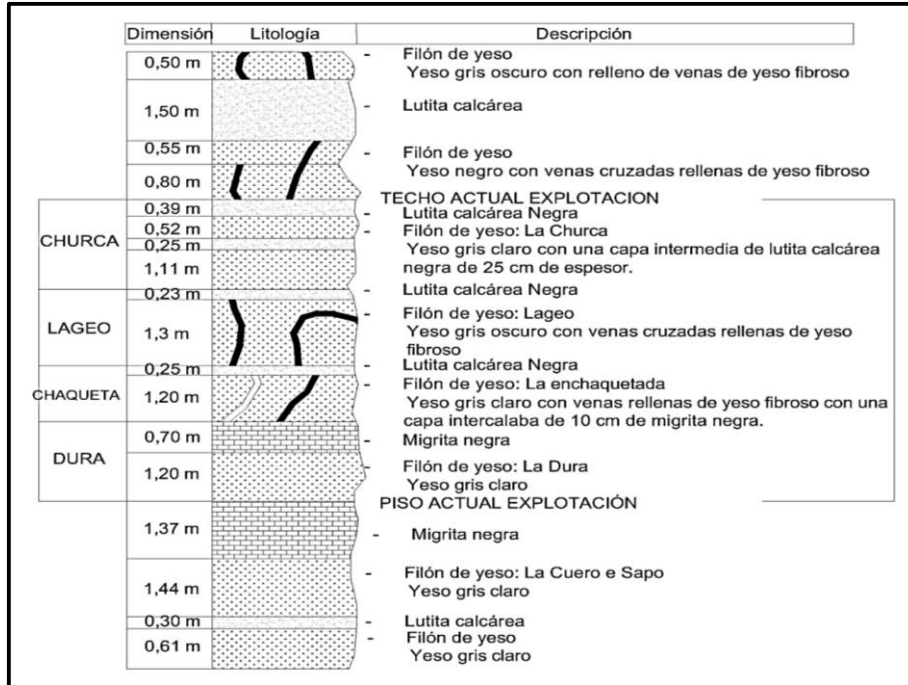 Dimensión Litología Descripción
0,50 m - Filón de yeso
Yeso gris oscuro con relleno de venas de yeso fibroso
1,50 m - Lutita calcárea
0,55 m - Filón de yeso
0,80 m Yeso negro con venas cruzadas rellenas de yeso fibroso
TECHO ACTUAL EXPLOTACION
CHURCA
0,39 m - Lutita calcárea Negra
0,52 m - Filón de yeso: La Churca
0,25 m Yeso gris claro con una capa intermedia de lutita calcárea
1,11 m negra de 25 cm de espesor.
0,23 m - Lutita calcárea Negra
LAGEO
1,3 m - Filón de yeso: Lageo
Yeso gris oscuro con venas cruzadas rellenas de yeso
fibroso
0,25 m - Lutita calcárea Negra
CHAQUETA
1,20 m - Filón de yeso: La enchaquetada
Yeso gris claro con venas rellenas de yeso fibroso con una
capa intercalaba de 10 cm de migrita negra.
DURA
0,70 m - Migrita negra
1,20 m - Filón de yeso: La Dura
Yeso gris claro
PISO ACTUAL EXPLOTACIÓN
1,37 m - Migrita negra
1,44 m - Filón de yeso: La Cuero e Sapo
Yeso gris claro
0,30 m - Lutita calcárea
0,61 m - Filón de yeso
Yeso gris claro